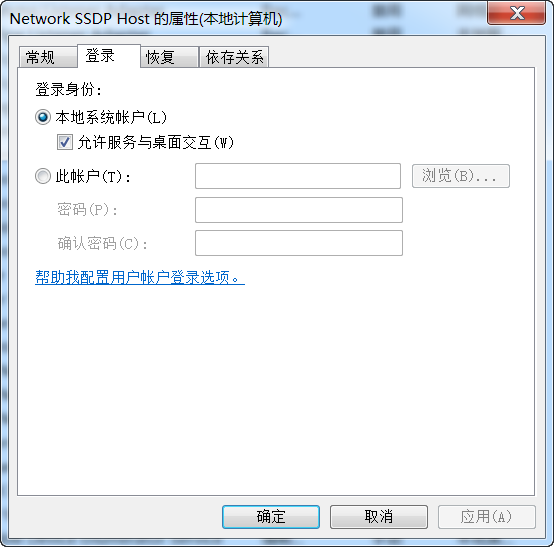 Network SSDP Host 的属性(本地计算机)
常规 登录 恢复 依存关系
登录身份:
本地系统帐户(L)
允许服务与桌面交互(W)
此帐户(T): 浏览(B)...
密码(P):
确认密码(C):
帮助我配置用户帐户登录选项。
确定 取消 应用(A)